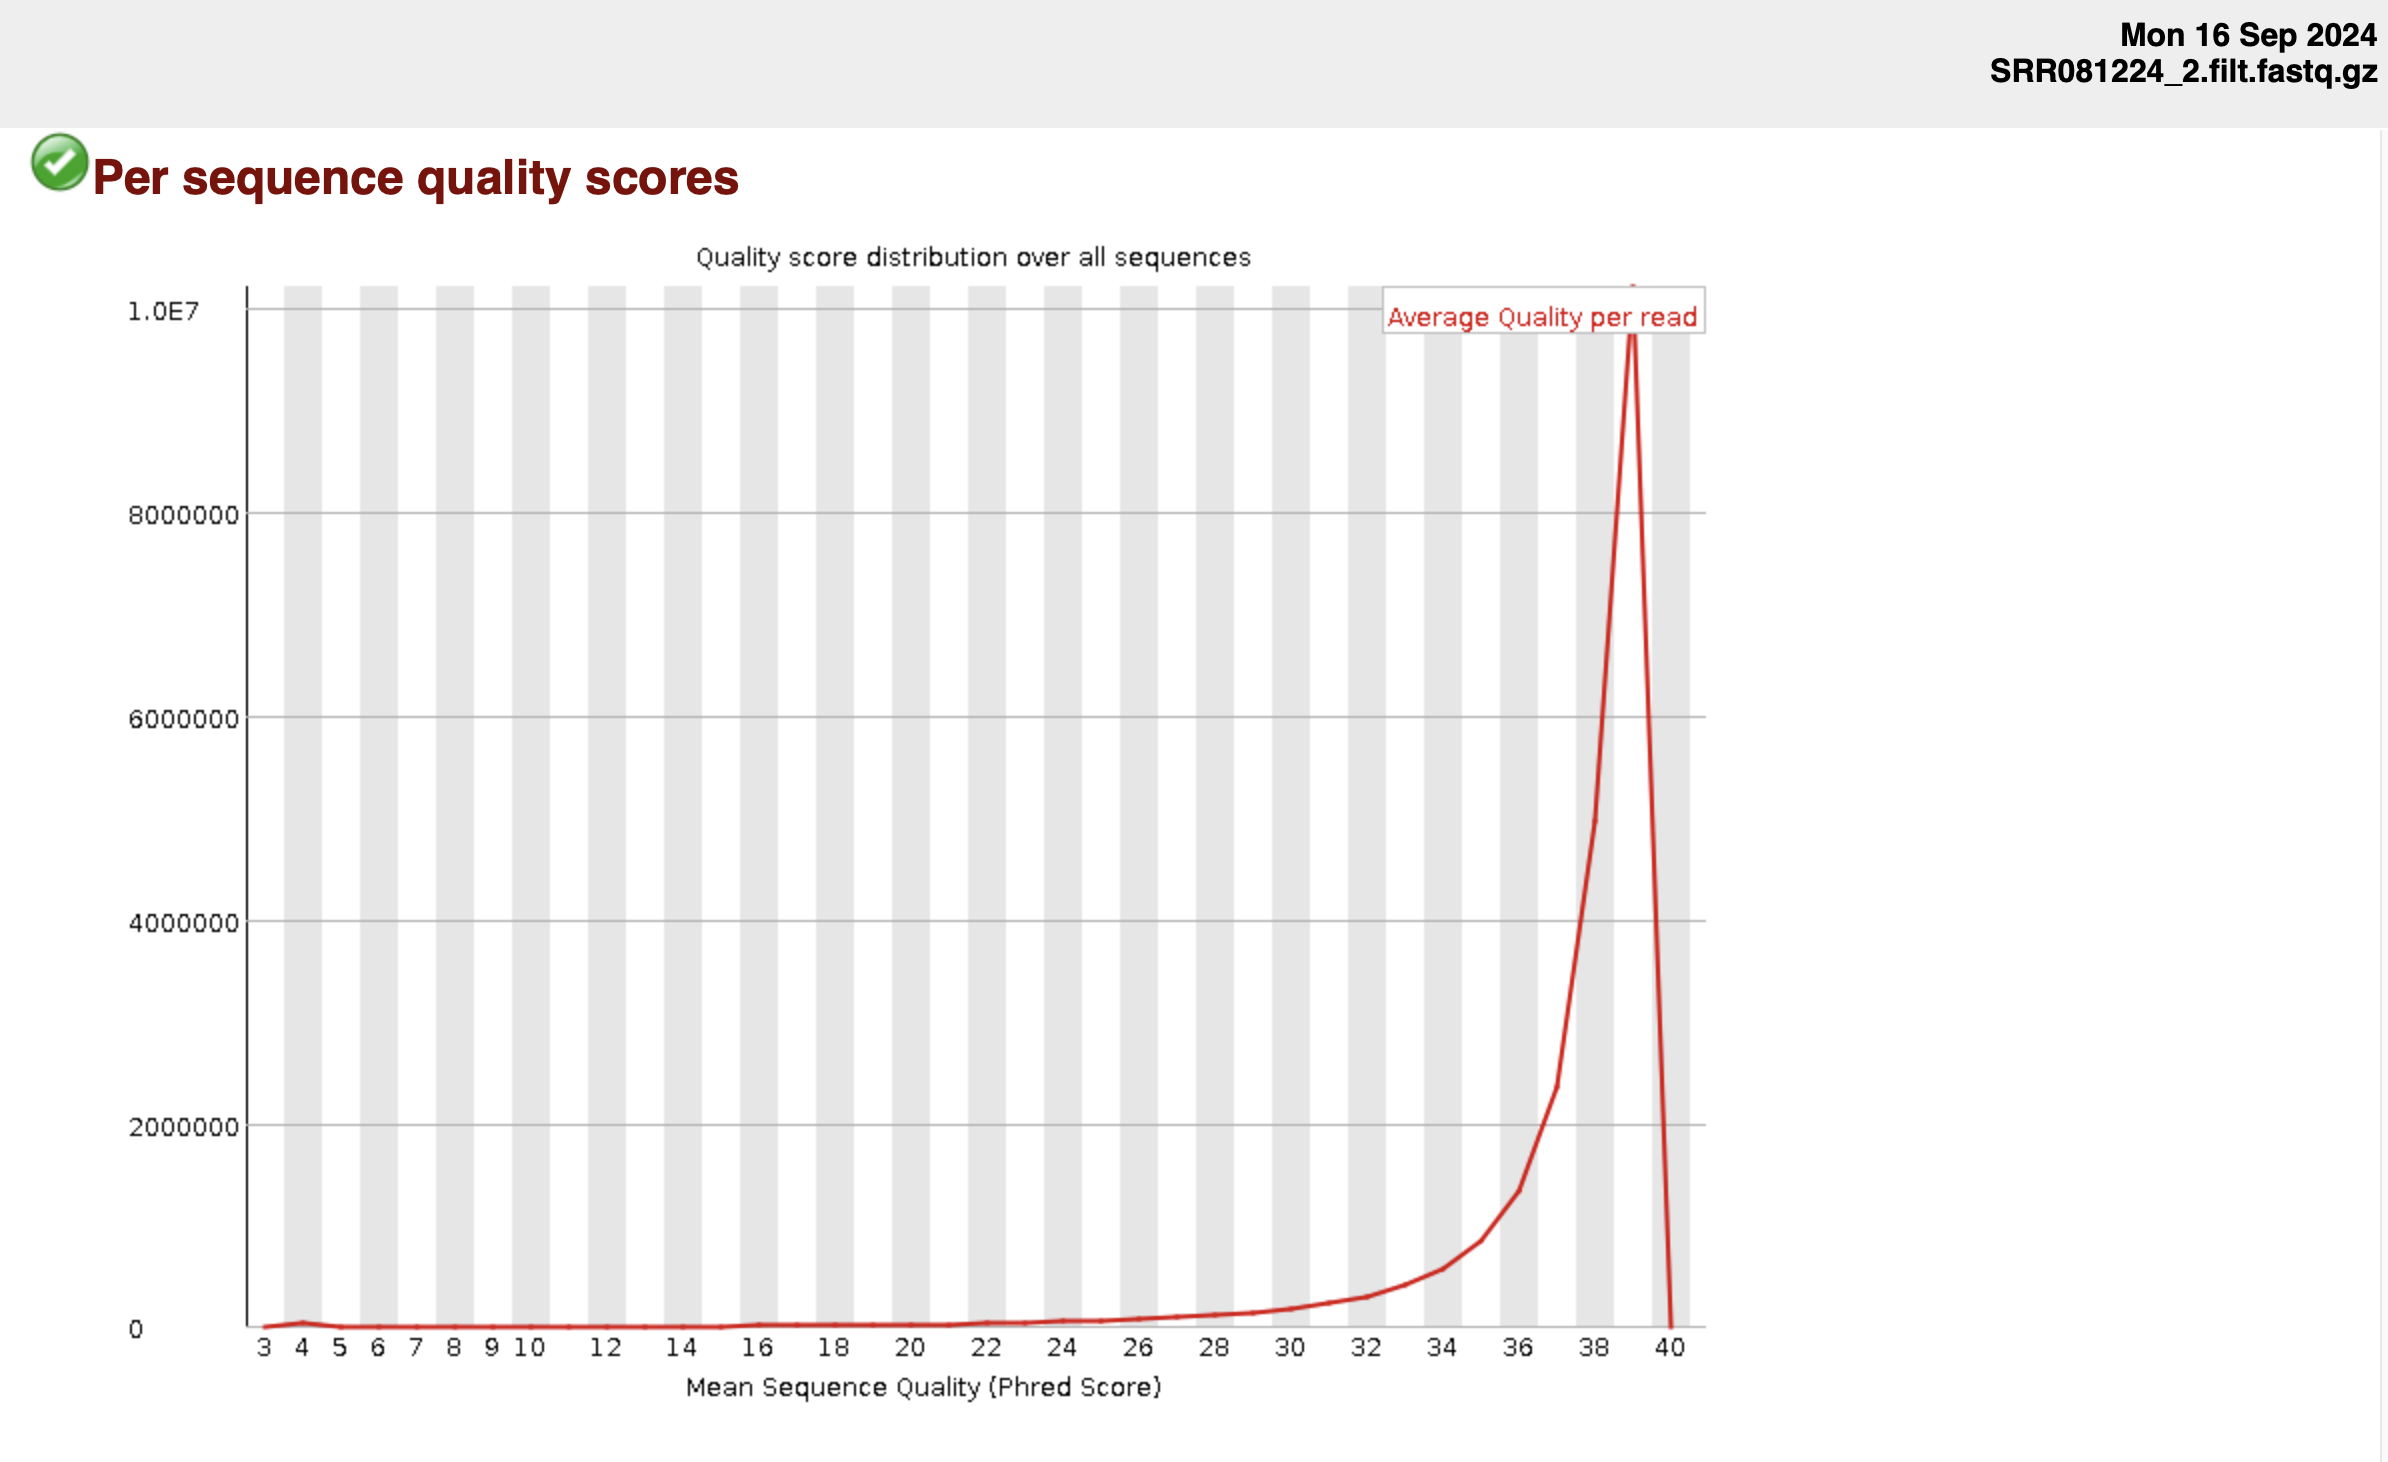 Mon 16 Sep 2024
SRR081224_2.filt.fastq.gz
Per sequence quality scores
Quality score distribution over all sequences
Average Quality per read
1.0E7
8000000
6000000
4000000
2000000
0
3 4 5 6 7 8 9 10 12 14 16 18 20 22 24 26 28 30 32 34 36 38 40
Mean Sequence Quality (Phred Score)